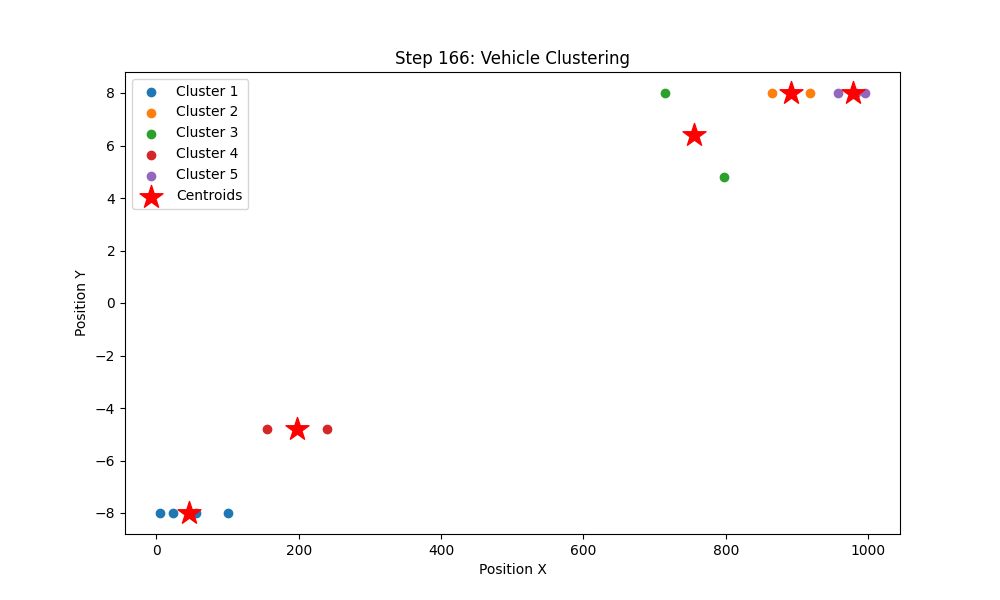 Step 166: Vehicle Clustering
Cluster 1
Cluster 2
Cluster 3
Cluster 4
Cluster 5
Centroids
8
6
4
2
0
−2
−4
−6
−8
Position Y
0 200 400 600 800 1000
Position X